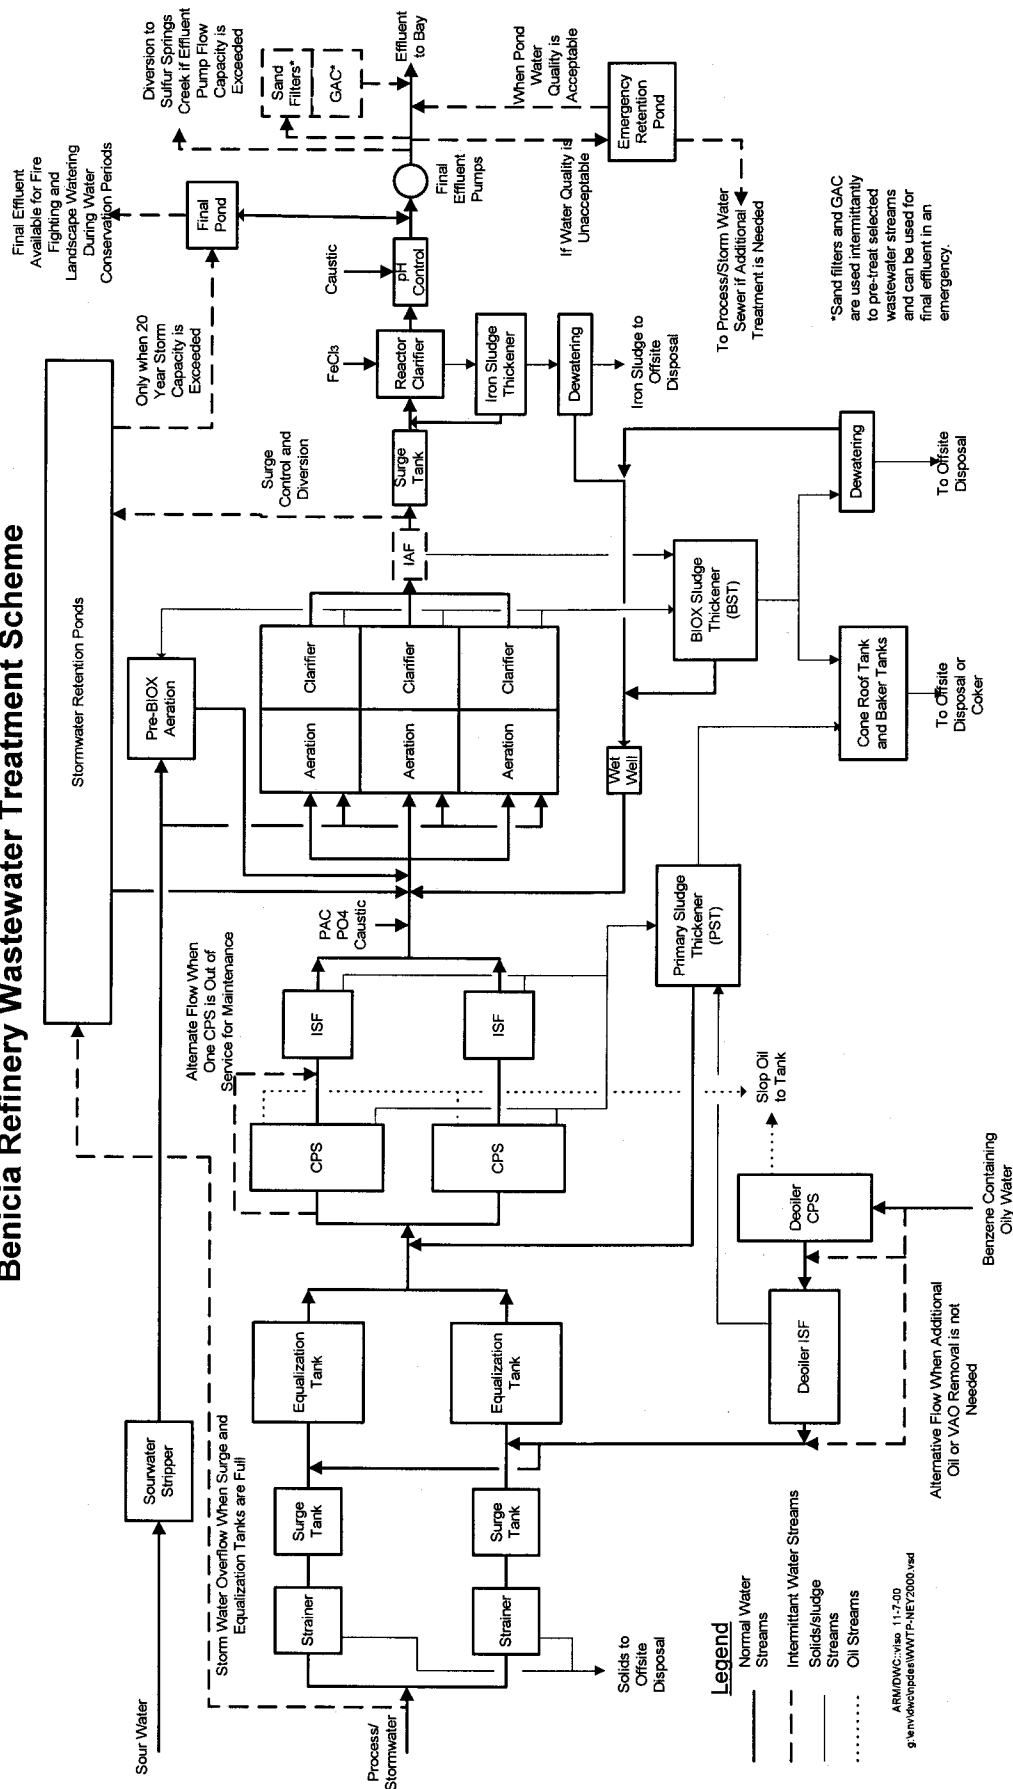 Benicia Refinery Wastewater Treatment Scheme
Sour Water
Sourwater
Stripper
Storm Water Overflow When Surge and
Equalization Tanks are Full
Stormwater Retention Ponds
Pre-BIOX
Aeration
Only when 20
Year Storm
Capacity is
Exceeded
Surge
Control and
Diversion
Final Effluent
Available for Fire
Fighting and
Landscape Watering
During Water
Conservation Periods
Final
Pond
Diversion to
Sulfur Springs
Creek if Effluent
Pump Flow
Capacity is
Exceeded
Sand
Filters*
GAC*
Effluent
to Bay
Process/
Stormwater
Strainer
Surge
Tank
Equalization
Tank
Strainer
Surge
Tank
Equalization
Tank
Solids to
Offsite
Disposal
Alternate Flow When
One CPS is Out of
Service for Maintenance
CPS
ISF
CPS
ISF
PAC
PO4
Caustic
Aeration
Clarifier
Aeration
Clarifier
Aeration
Clarifier
IAF
Surge
Tank
FeCl3
Reactor
Clarifier
Caustic
pH
Control
Final
Effluent
Pumps
Iron Sludge
Thickener
Dewatering
Iron Sludge to
Offsite
Disposal
If Water Quality is
Unacceptable
When Pond
Water
Quality is
Acceptable
Emergency
Retention
Pond
To Process/Storm Water
Sewer if Additional
Treatment is Needed
Wet
Well
BIOX Sludge
Thickener
(BST)
Primary Sludge
Thickener
(PST)
Slop Oil
to Tank
Deoiler
CPS
Deoiler ISF
Benzene Containing
Oily Water
Alternative Flow When Additional
Oil or VAO Removal is not
Needed
Cone Roof Tank
and Baker Tanks
To Offsite
Disposal or
Coker
Dewatering
To Offsite
Disposal
*Sand filters and GAC
are used intermittantly
to pre-treat selected
wastewater streams
and can be used for
final effluent in an
emergency.
Legend
Normal Water
Streams
Intermittant Water Streams
Solids/sludge
Streams
Oil Streams
ARM/DWC::viso 11-7-00
g:\env\dwc\npdes\WWTP-NEY2000.vsd